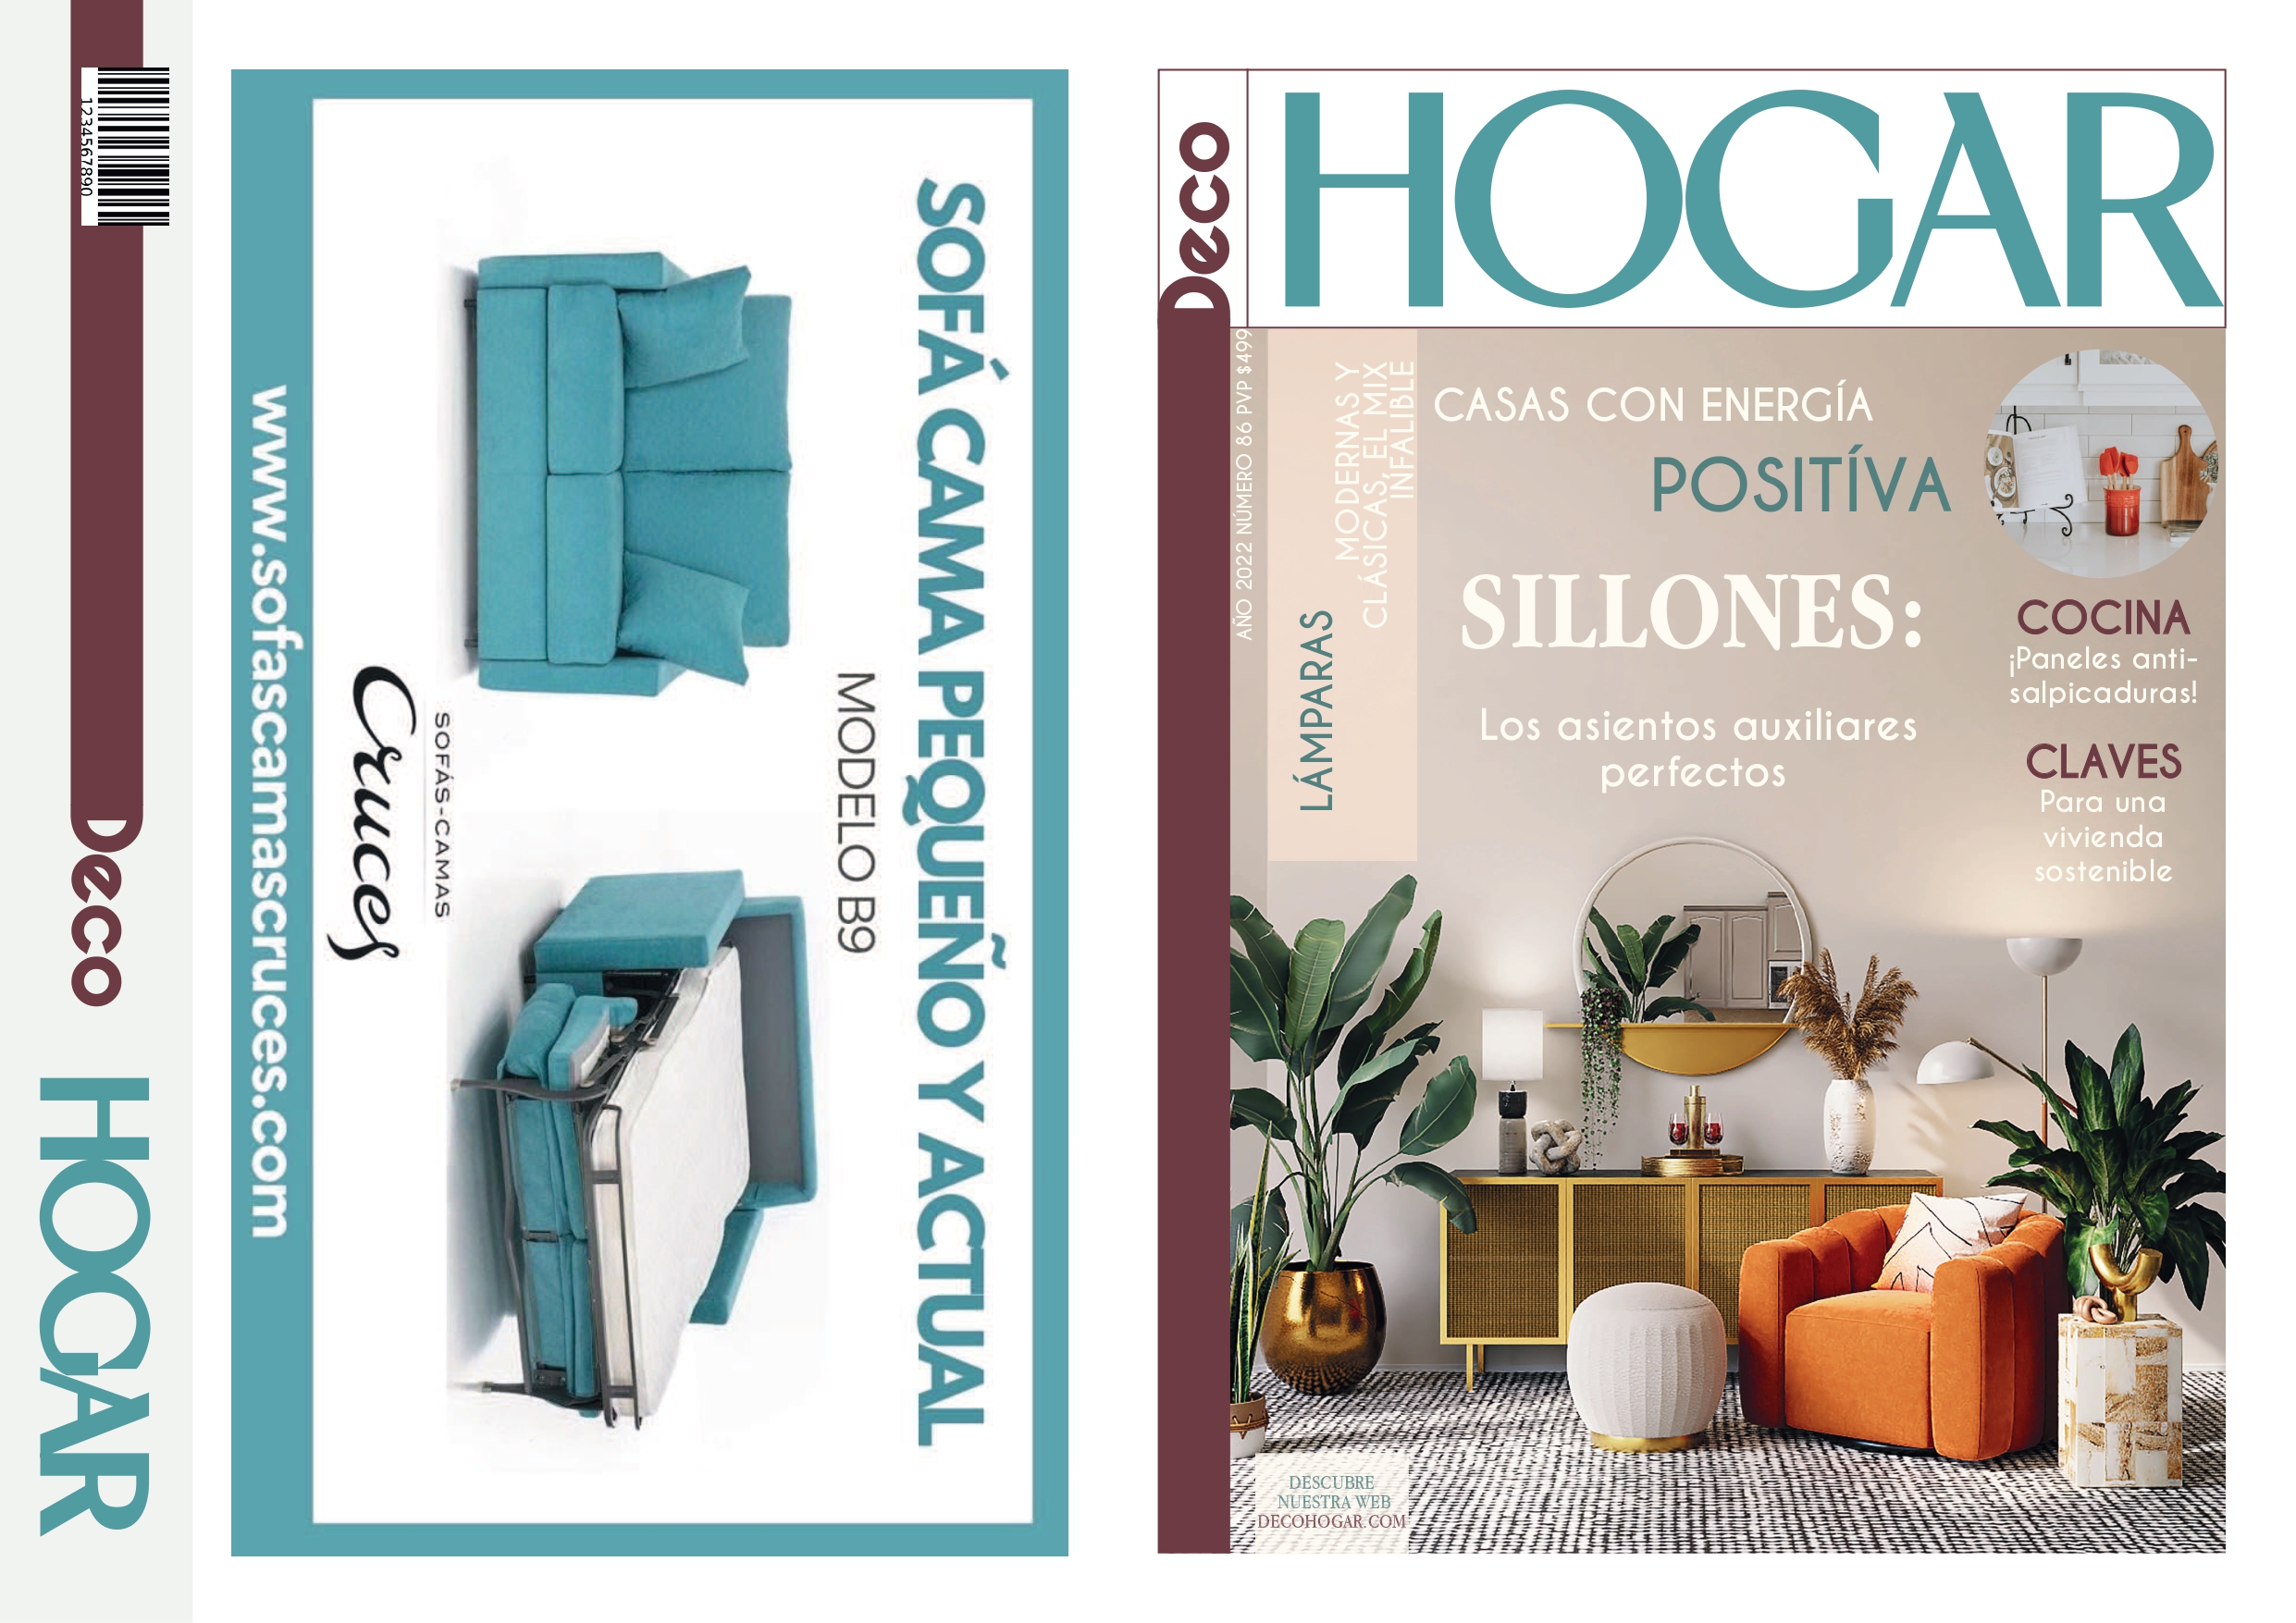 1234567890
Deco
HOGAR
SOFÁ CAMA PEQUEÑO Y ACTUAL
MODELO B9
SOFÁS-CAMAS
Cruces
www.sofascamascruces.com
Deco
HOGAR
AÑO 2022 NÚMERO 86 PVP $499
LÁMPARAS
MODERNAS Y
CLÁSICAS, EL MIX
INFALIBLE
CASAS CON ENERGÍA
POSITÍVA
SILLONES:
Los asientos auxiliares
perfectos
COCINA
¡Paneles anti-
salpicaduras!
CLAVES
Para una
vivienda
sostenible
DESCUBRE
NUESTRA WEB
DECOHOGAR.COM